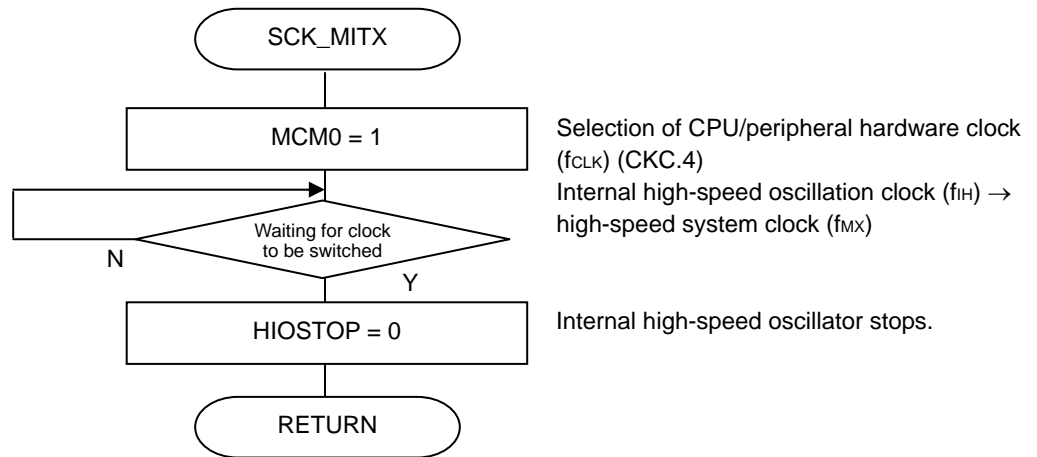 SCK_MITX
MCM0 = 1
Selection of CPU/peripheral hardware clock
(fCLK) (CKC.4)
Internal high-speed oscillation clock (fIH) →
high-speed system clock (fMX)
Waiting for clock
to be switched
N
Y
HIOSTOP = 0
Internal high-speed oscillator stops.
RETURN